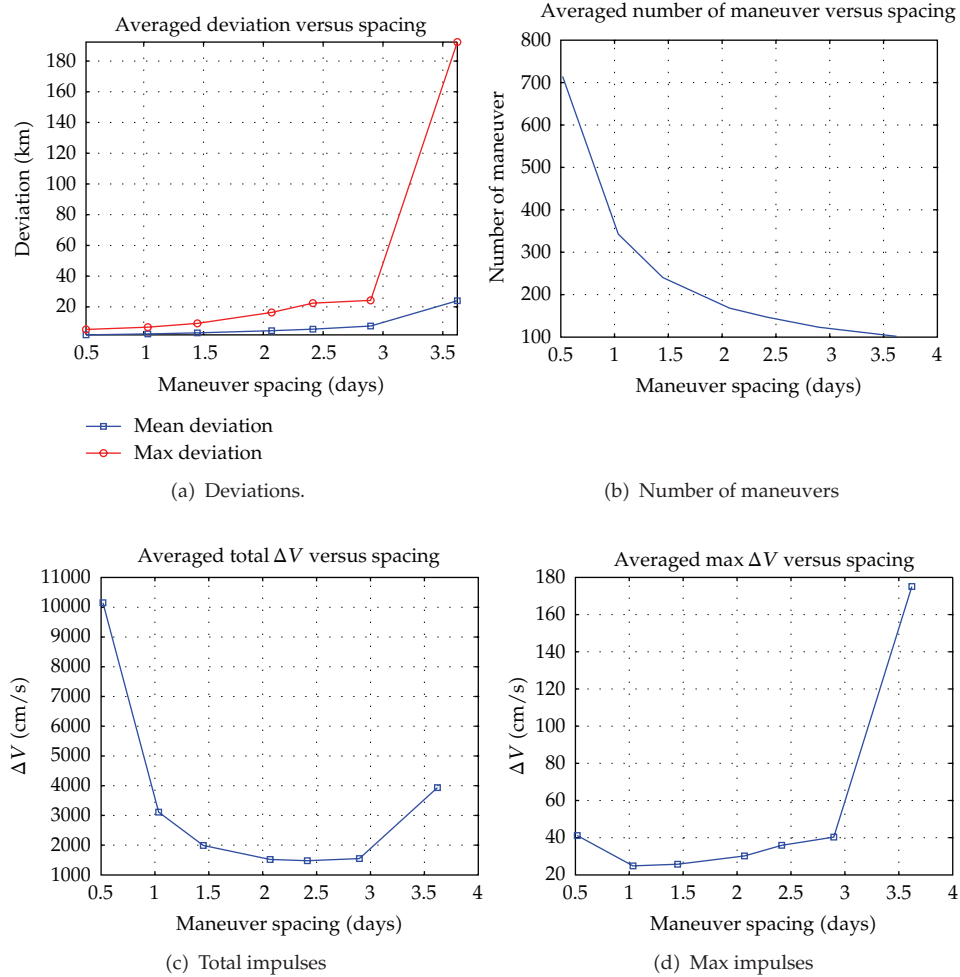 Averaged deviation versus spacing
180
160
140
120
100
80
60
40
20
0.5 1 1.5 2 2.5 3 3.5
Deviation (km)
Maneuver spacing (days)
Mean deviation
Max deviation
(a) Deviations.
Averaged number of maneuver versus spacing
800
700
600
500
400
300
200
100
0.5 1 1.5 2 2.5 3 3.5 4
Number of maneuver
Maneuver spacing (days)
(b) Number of maneuvers
Averaged total ΔV versus spacing
11000
10000
9000
8000
7000
6000
5000
4000
3000
2000
1000
0.5 1 1.5 2 2.5 3 3.5 4
ΔV (cm/s)
Maneuver spacing (days)
(c) Total impulses
Averaged max ΔV versus spacing
180
160
140
120
100
80
60
40
20
0.5 1 1.5 2 2.5 3 3.5 4
ΔV (cm/s)
Maneuver spacing (days)
(d) Max impulses